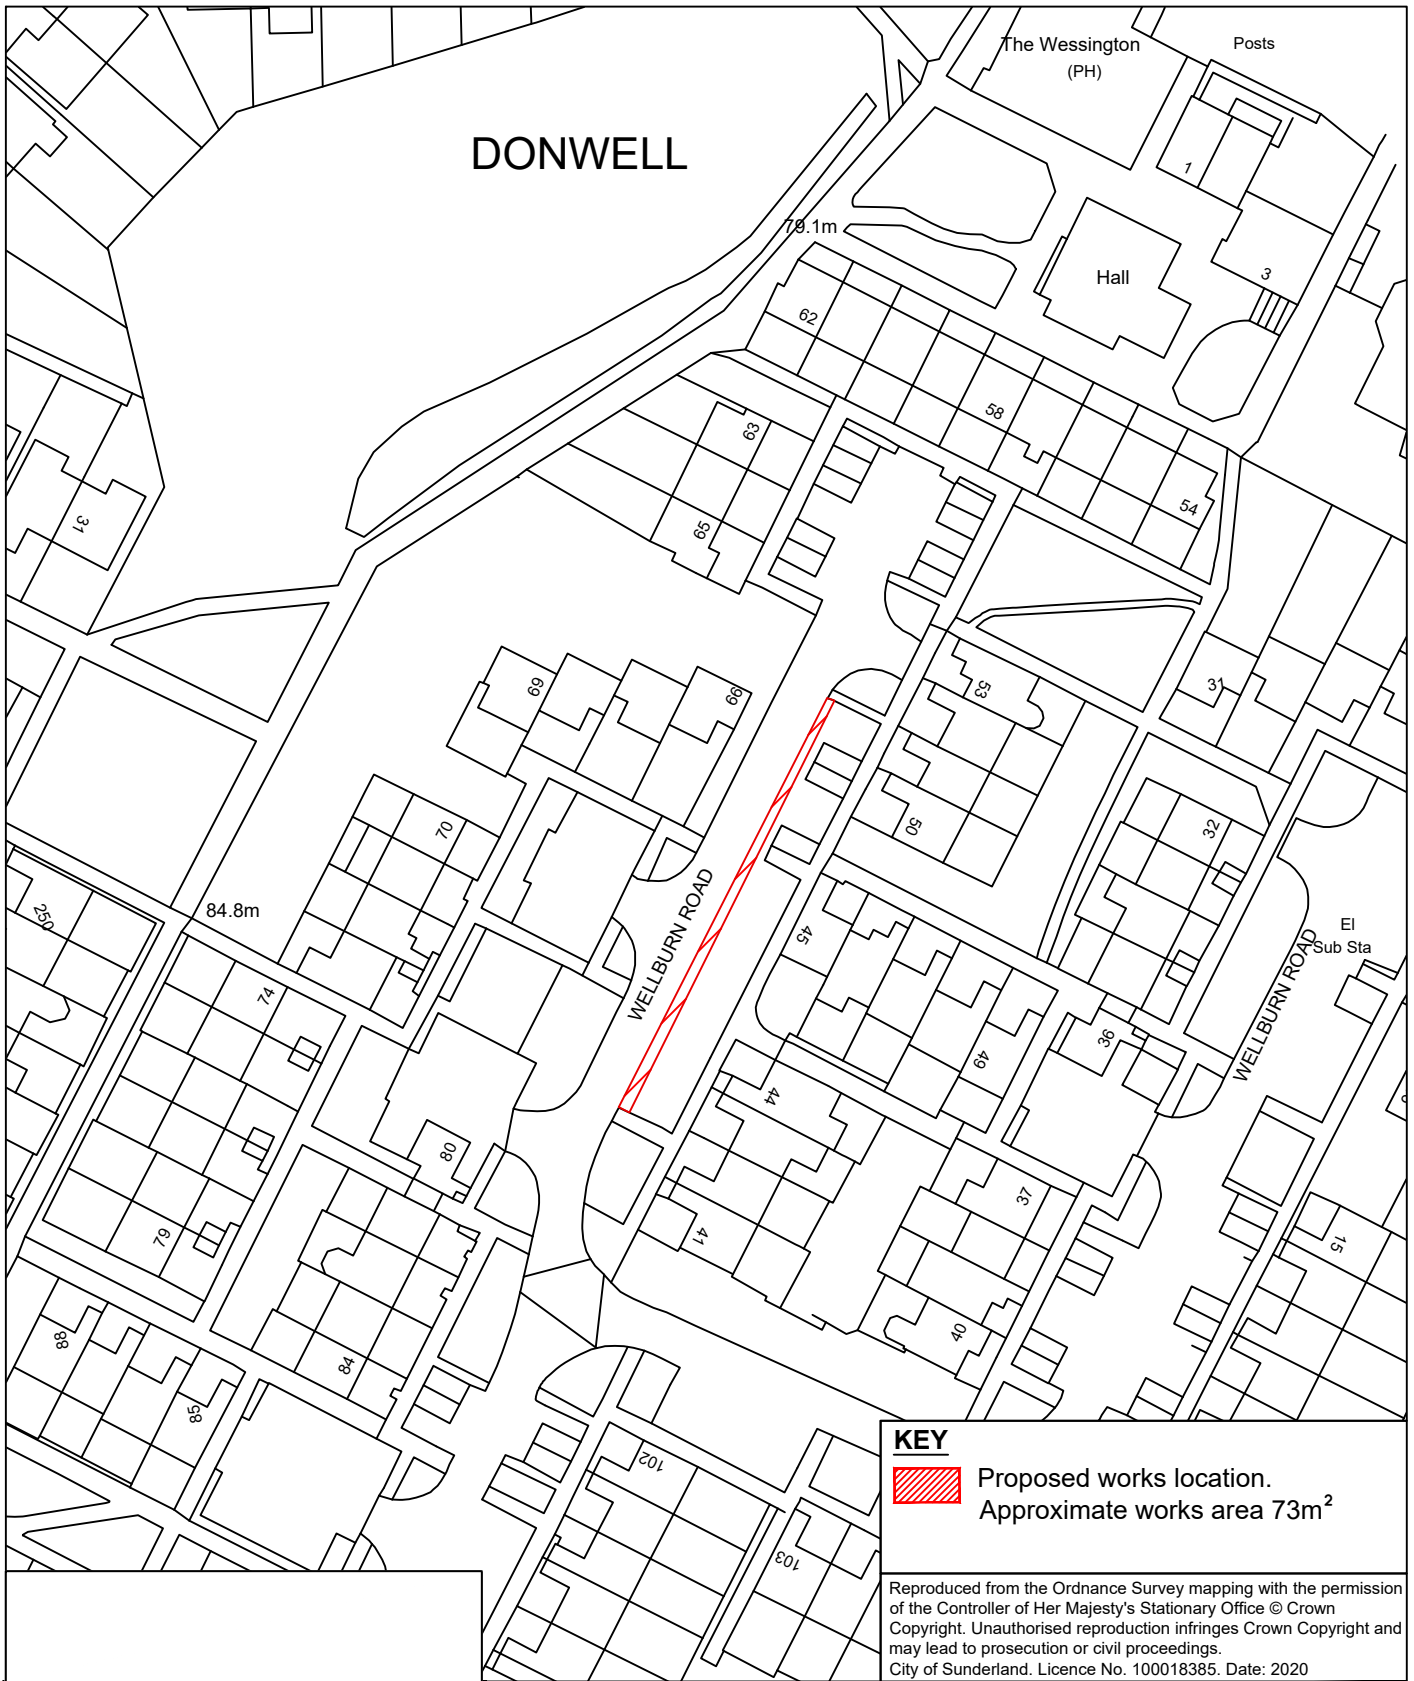 The Wessington
(PH)
Posts
DONWELL
1
79.1m
Hall
3
62
58
63
54
31
65
53
31
69
66
50
32
70
WELLBURN ROAD
250
84.8m
45
El
Sub Sta
WELLBURN ROAD
74
36
49
44
80
37
79
41
15
40
88
84
85
102
103
KEY
Proposed works location.
Approximate works area 73m²
Reproduced from the Ordnance Survey mapping with the permission
of the Controller of Her Majesty's Stationary Office © Crown
Copyright. Unauthorised reproduction infringes Crown Copyright and
may lead to prosecution or civil proceedings.
City of Sunderland. Licence No. 100018385. Date: 2020